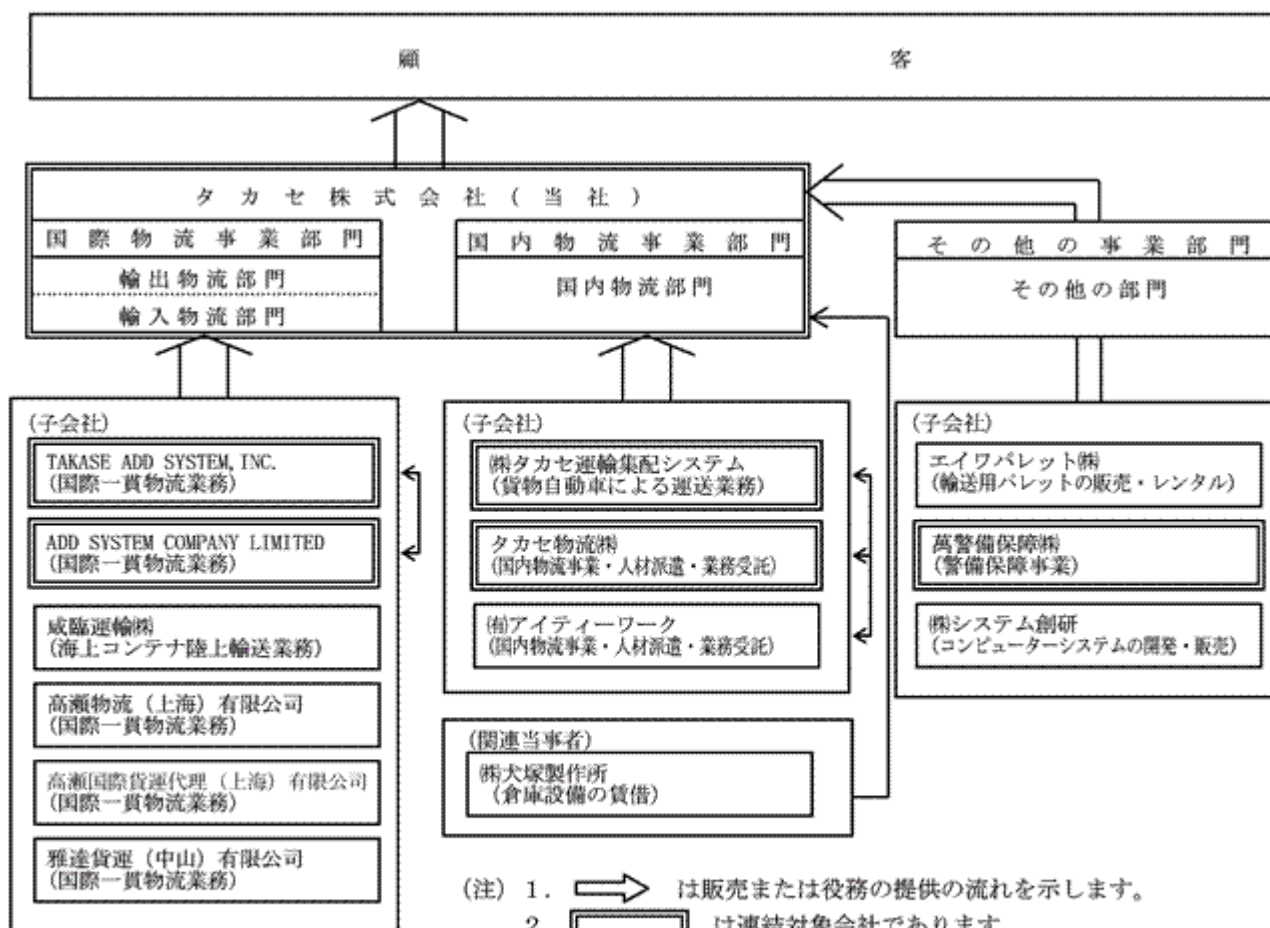 顧客
タカセ株式会社(当社)
国際物流事業部門
輸出物流部門
輸入物流部門
国内物流事業部門
国内物流部門
その他の事業部門
その他の部門
(子会社)
TAKASE ADD SYSTEM, INC.
(国際一貫物流業務)
ADD SYSTEM COMPANY LIMITED
(国際一貫物流業務)
咸臨運輸㈱
(海上コンテナ陸上輸送業務)
高瀬物流(上海)有限公司
(国際一貫物流業務)
高瀬国際貨運代理(上海)有限公司
(国際一貫物流業務)
雅達貨運(中山)有限公司
(国際一貫物流業務)
(子会社)
㈱タカセ運輸集配システム
(貨物自動車による運送業務)
タカセ物流㈱
(国内物流事業・人材派遣・業務受託)
㈲アイティーワーク
(国内物流事業・人材派遣・業務受託)
(関連当事者)
㈱犬塚製作所
(倉庫設備の賃借)
(子会社)
エイワパレット㈱
(輸送用パレットの販売・レンタル)
萬警備保障㈱
(警備保障事業)
㈱システム創研
(コンピューターシステムの開発・販売)
(注)1. は販売または役務の提供の流れを示します。
2. は連結対象会社であります